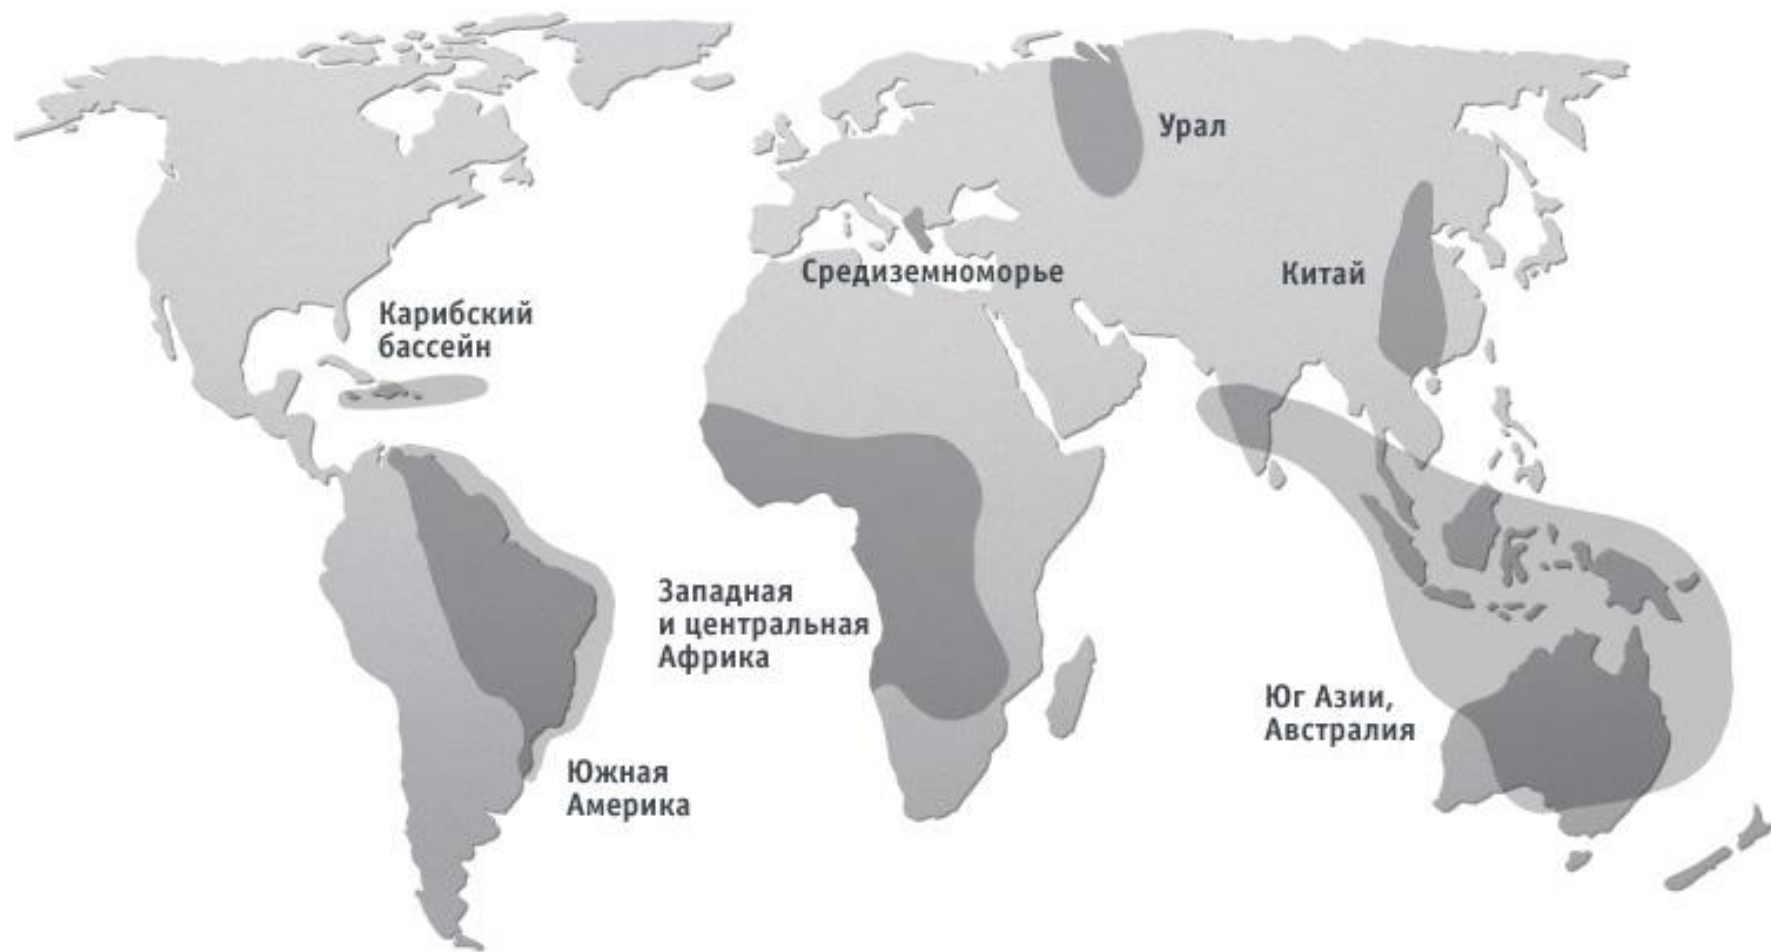 Урал
Средиземноморье
Китай
Карибский
бассейн
Западная
и центральная
Африка
Юг Азии,
Австралия
Южная
Америка